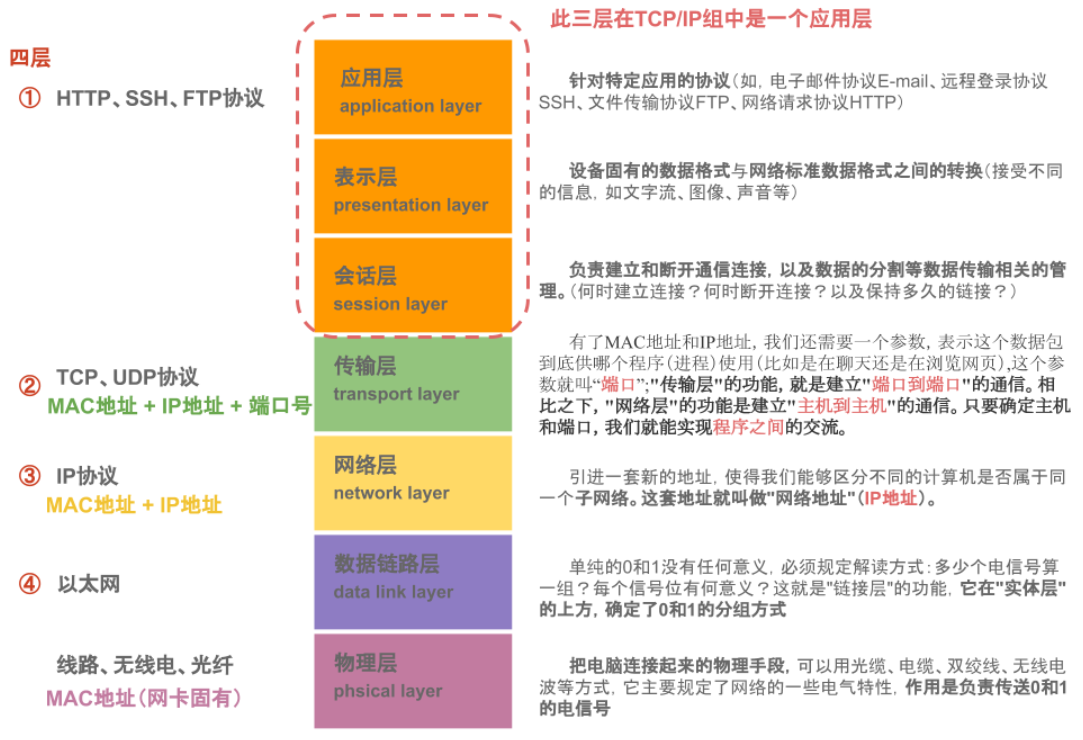 此三层在TCP/IP组中是一个应用层
四层
① HTTP、SSH、FTP协议
应用层
application layer
针对特定应用的协议（如，电子邮件协议E-mail、远程登录协议
SSH、文件传输协议FTP、网络请求协议HTTP）
表示层
presentation layer
设备固有的数据格式与网络标准数据格式之间的转换（接受不同
的信息，如文字流、图像、声音等）
会话层
session layer
负责建立和断开通信连接，以及数据的分割等数据传输相关的管
理。（何时建立连接？何时断开连接？以及保持多久的链接？）
② TCP、UDP协议
MAC地址 + IP地址 + 端口号
传输层
transport layer
有了MAC地址和IP地址，我们还需要一个参数，表示这个数据包
到底供哪个程序（进程）使用（比如是在聊天还是在浏览网页）,这个参
数就叫“端口”;"传输层"的功能，就是建立"端口到端口"的通信。相
比之下，"网络层"的功能是建立"主机到主机"的通信。只要确定主机
和端口，我们就能实现程序之间的交流。
③ IP协议
MAC地址 + IP地址
网络层
network layer
引进一套新的地址，使得我们能够区分不同的计算机是否属于同
一个子网络。这套地址就叫做"网络地址"（IP地址）。
④ 以太网
数据链路层
data link layer
单纯的0和1没有任何意义，必须规定解读方式：多少个电信号算
一组？每个信号位有何意义？这就是"链接层"的功能，它在"实体层"
的上方，确定了0和1的分组方式
线路、无线电、光纤
MAC地址（网卡固有）
物理层
phsical layer
把电脑连接起来的物理手段，可以用光缆、电缆、双绞线、无线电
波等方式，它主要规定了网络的一些电气特性，作用是负责传送0和1
的电信号